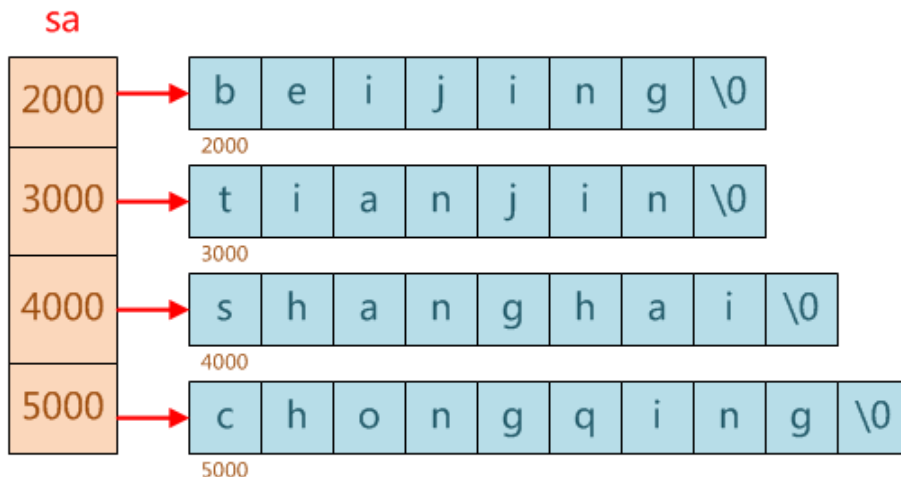 sa
2000 b e i j i n g \0
2000
3000 t i a n j i n \0
3000
4000 s h a n g h a i \0
4000
5000 c h o n g q i n g \0
5000